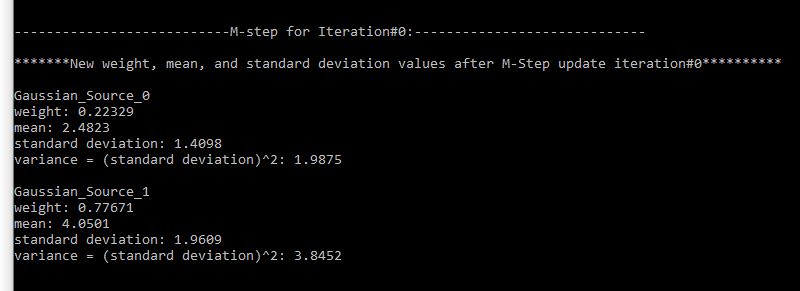 ---------------------------M-step for Iteration#0:-----------------------------
*******New weight, mean, and standard deviation values after M-Step update iteration#0**********
Gaussian_Source_0
weight: 0.22329
mean: 2.4823
standard deviation: 1.4098
variance = (standard deviation)^2: 1.9875
Gaussian_Source_1
weight: 0.77671
mean: 4.0501
standard deviation: 1.9609
variance = (standard deviation)^2: 3.8452